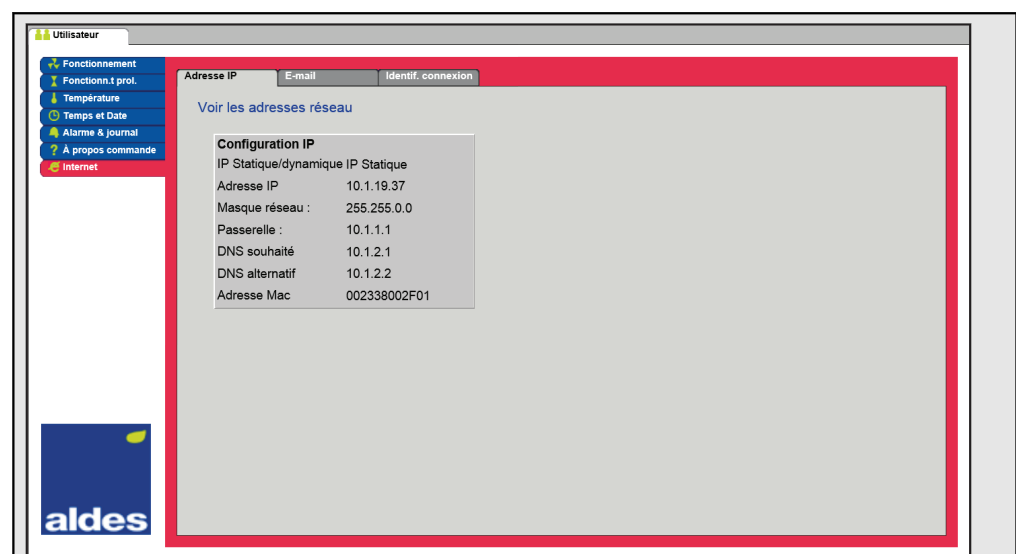 Utilisateur
Fonctionnement
Fonctionn.t prol.
Température
Temps et Date
Alarme & journal
À propos commande
Internet
Adresse IP
E-mail
Identif. connexion
Voir les adresses réseau
Configuration IP
IP Statique/dynamique IP Statique
Adresse IP 10.1.19.37
Masque réseau : 255.255.0.0
Passerelle : 10.1.1.1
DNS souhaité 10.1.2.1
DNS alternatif 10.1.2.2
Adresse Mac 002338002F01
aldes